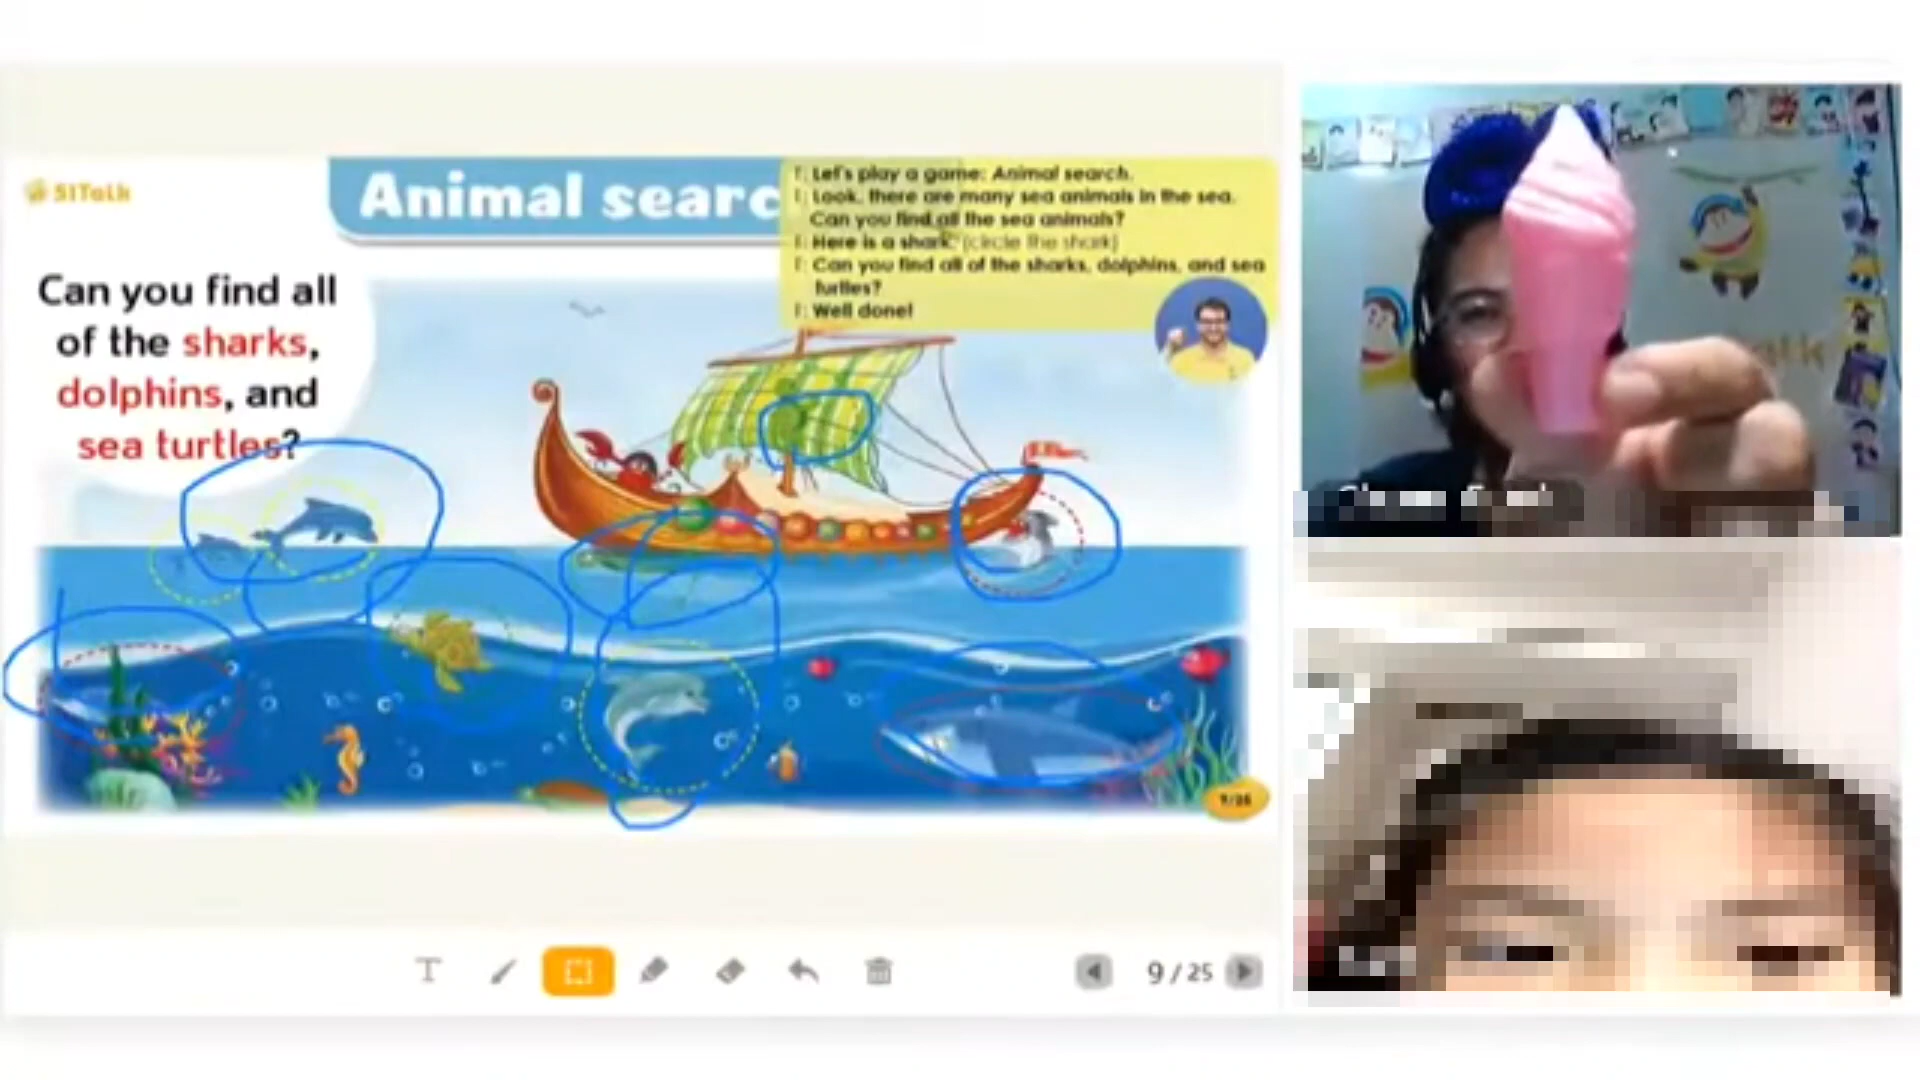 51Talk
Animal searc
T: Let's play a game: Animal search.
T: Look, there are many sea animals in the sea.
Can you find all the sea animals?
T: Here is a shark. (circle the shark)
T: Can you find all of the sharks, dolphins, and sea
turtles?
T: Well done!
Can you find all
of the sharks,
dolphins, and
sea turtles?
9/25
T
9 / 25